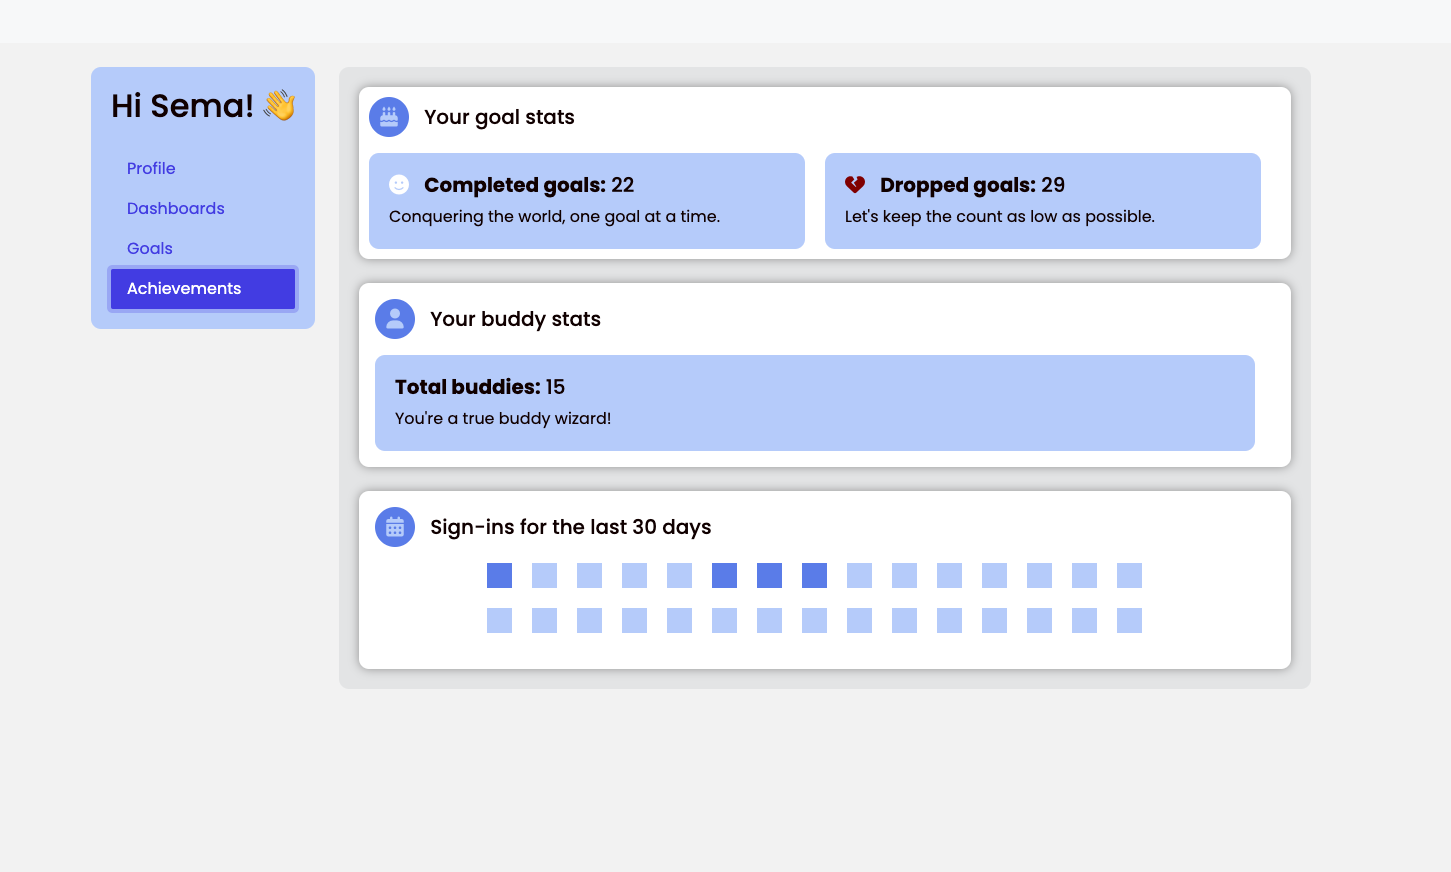 Hi Sema! 👋
Profile
Dashboards
Goals
Achievements
Your goal stats
Completed goals: 22
Conquering the world, one goal at a time.
Dropped goals: 29
Let's keep the count as low as possible.
Your buddy stats
Total buddies: 15
You're a true buddy wizard!
Sign-ins for the last 30 days